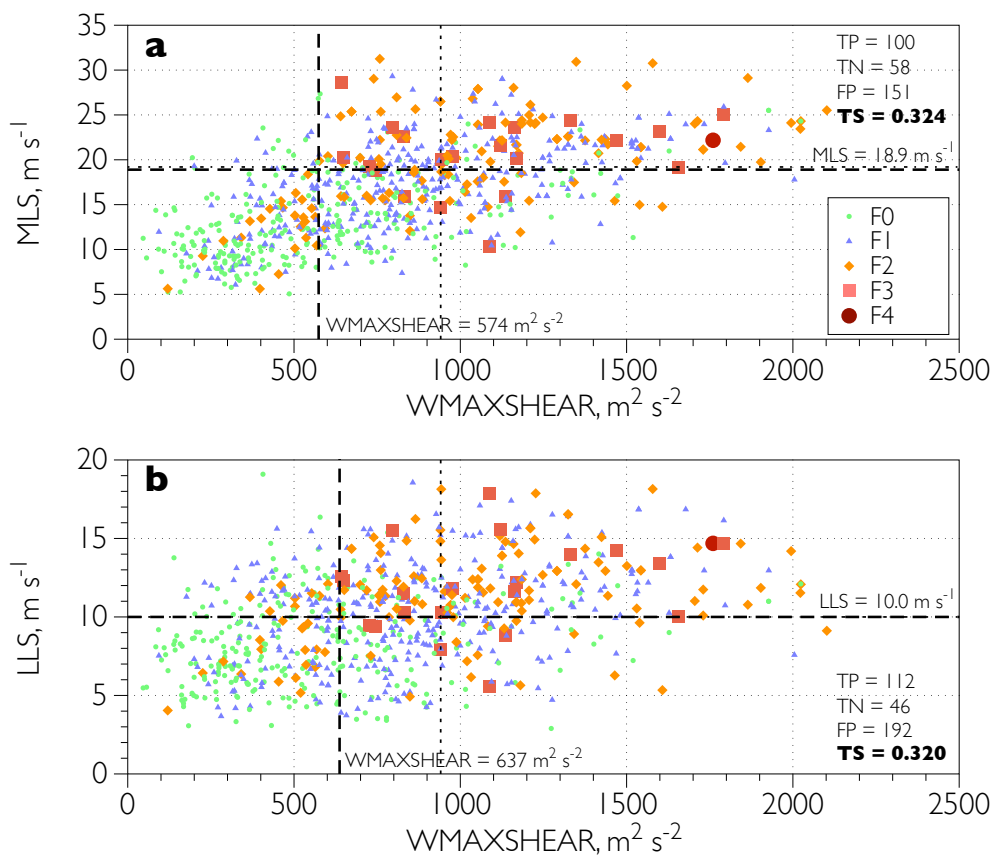 a
35
30
25
20
15
10
5
0
MLS, m s⁻¹
TP = 100
TN = 58
FP = 151
TS = 0.324
MLS = 18.9 m s⁻¹
F0
F1
F2
F3
F4
WMAXSHEAR = 574 m² s⁻²
0 500 1000 1500 2000 2500
WMAXSHEAR, m² s⁻²
b
20
15
10
5
0
LLS, m s⁻¹
LLS = 10.0 m s⁻¹
TP = 112
TN = 46
FP = 192
TS = 0.320
WMAXSHEAR = 637 m² s⁻²
0 500 1000 1500 2000 2500
WMAXSHEAR, m² s⁻²